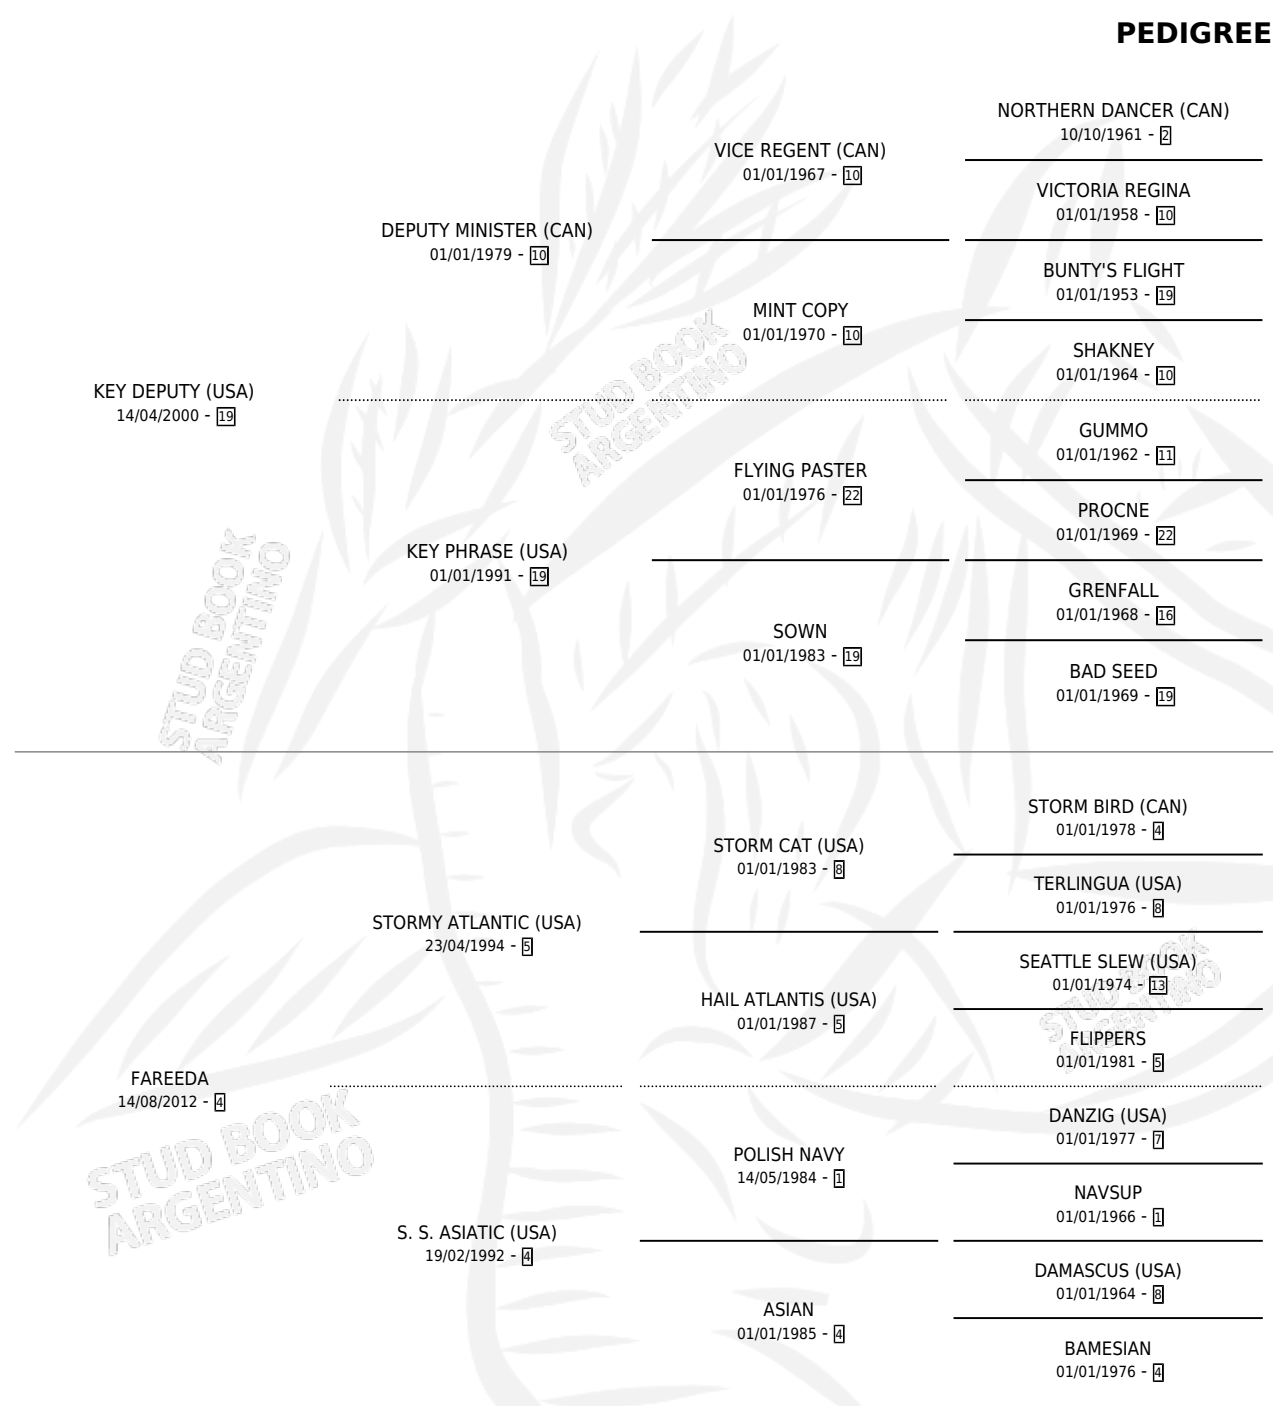 PEDIGREE
NORTHERN DANCER (CAN)
10/10/1961 - 2
VICE REGENT (CAN)
01/01/1967 - 10
VICTORIA REGINA
01/01/1958 - 10
DEPUTY MINISTER (CAN)
01/01/1979 - 10
BUNTY'S FLIGHT
01/01/1953 - 19
MINT COPY
01/01/1970 - 10
SHAKNEY
01/01/1964 - 10
KEY DEPUTY (USA)
14/04/2000 - 19
GUMMO
01/01/1962 - 11
FLYING PASTER
01/01/1976 - 22
PROCNE
01/01/1969 - 22
KEY PHRASE (USA)
01/01/1991 - 19
GRENFALL
01/01/1968 - 16
SOWN
01/01/1983 - 19
BAD SEED
01/01/1969 - 19
STORM BIRD (CAN)
01/01/1978 - 4
STORM CAT (USA)
01/01/1983 - 8
TERLINGUA (USA)
01/01/1976 - 8
STORMY ATLANTIC (USA)
23/04/1994 - 5
SEATTLE SLEW (USA)
01/01/1974 - 13
HAIL ATLANTIS (USA)
01/01/1987 - 5
FLIPPERS
01/01/1981 - 5
FAREEDA
14/08/2012 - 4
DANZIG (USA)
01/01/1977 - 7
POLISH NAVY
14/05/1984 - 1
NAVSUP
01/01/1966 - 1
S. S. ASIATIC (USA)
19/02/1992 - 4
DAMASCUS (USA)
01/01/1964 - 8
ASIAN
01/01/1985 - 4
BAMESIAN
01/01/1976 - 4
STUD BOOK
ARGENTINO
STUD BOOK
ARGENTINO
STUD BOOK
ARGENTINO
STUD BOOK
ARGENTINO